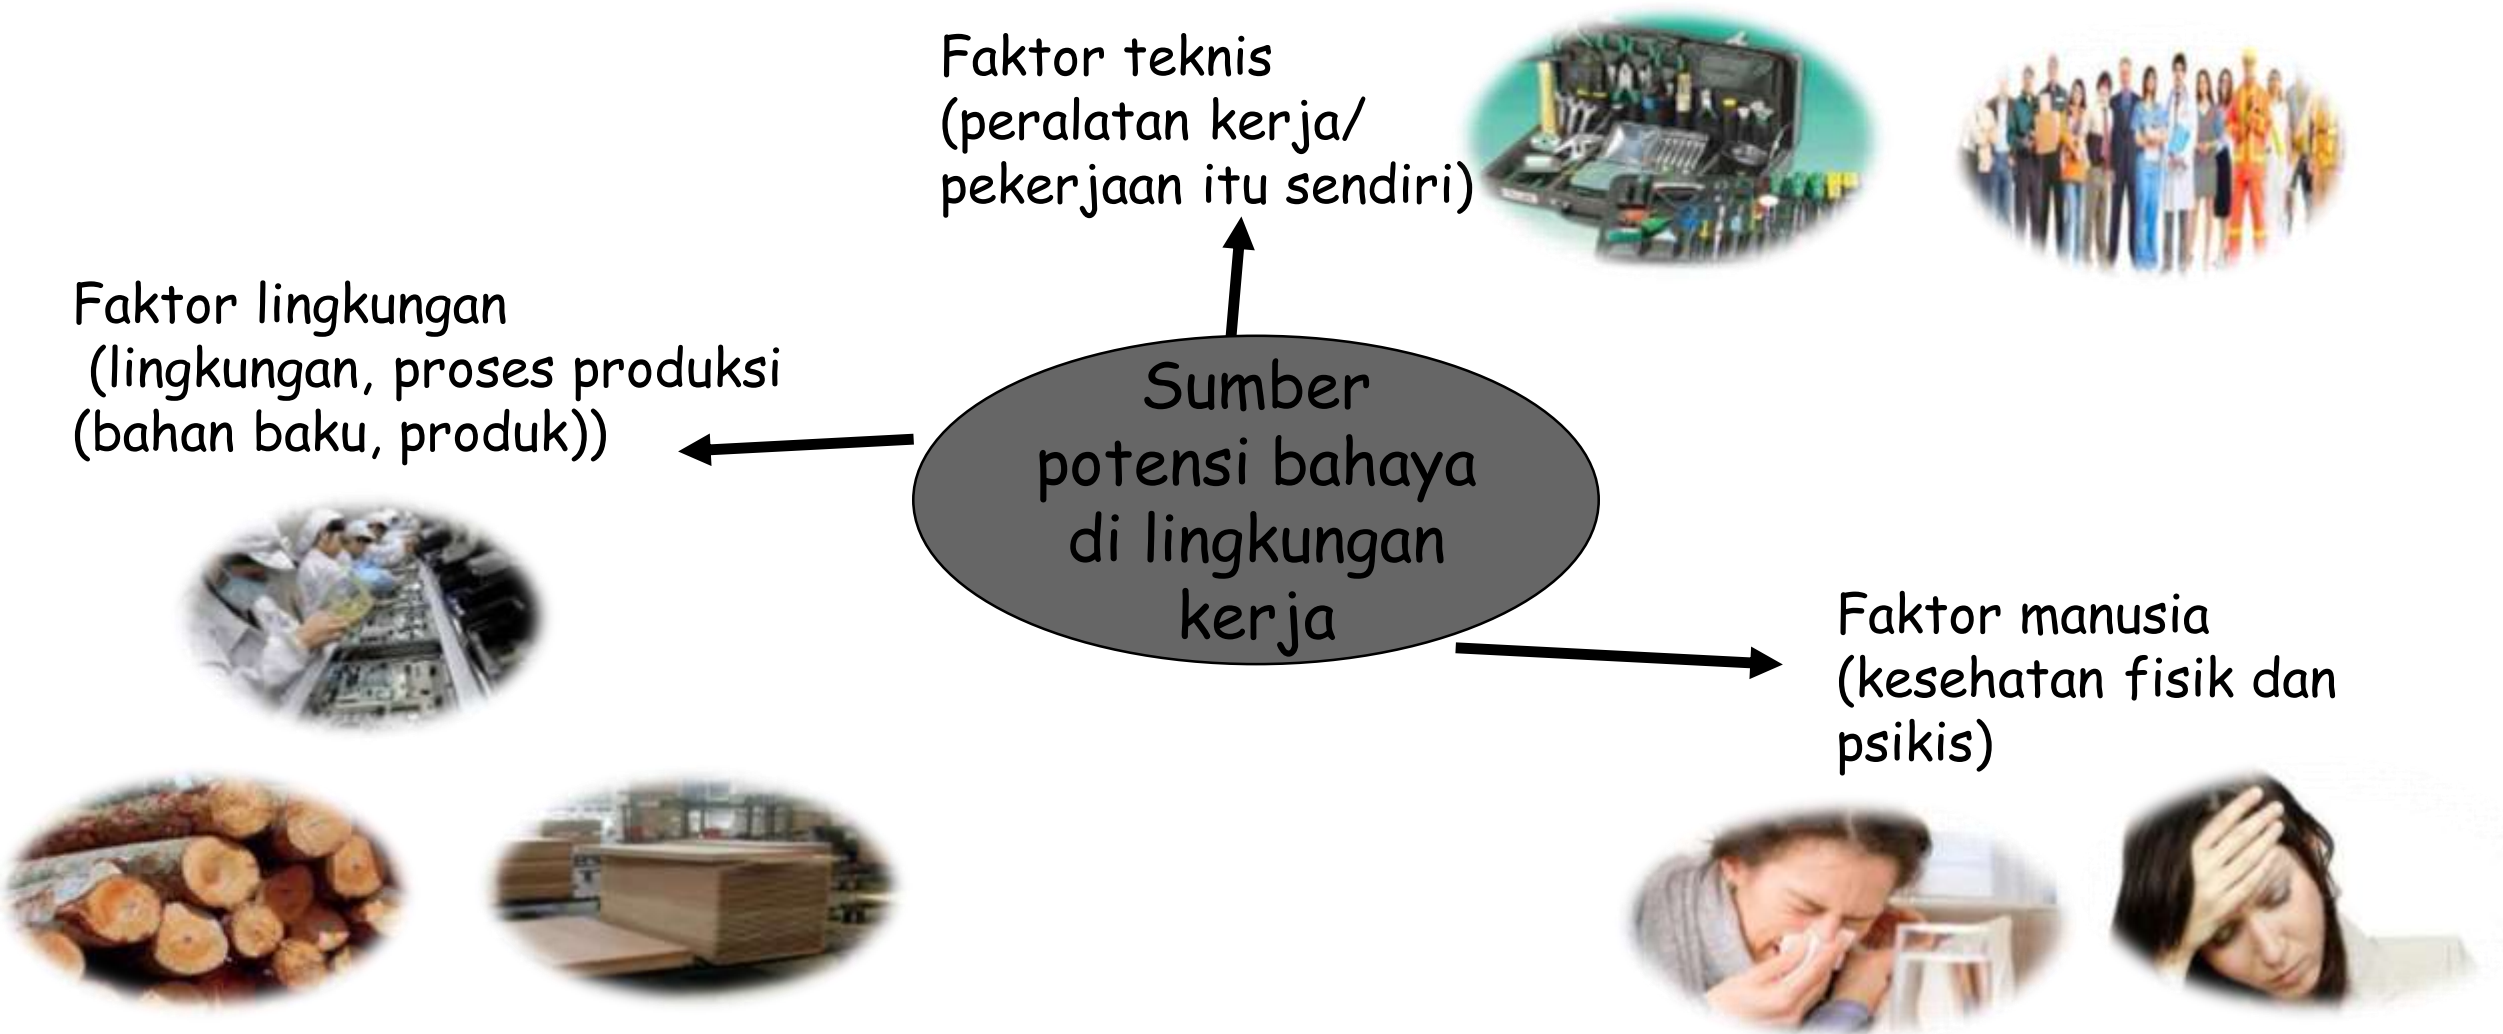 Faktor teknis
(peralatan kerja/
pekerjaan itu sendiri)
Faktor lingkungan
(lingkungan, proses produksi
(bahan baku, produk))
Sumber
potensi bahaya
di lingkungan
kerja
Faktor manusia
(kesehatan fisik dan
psikis)